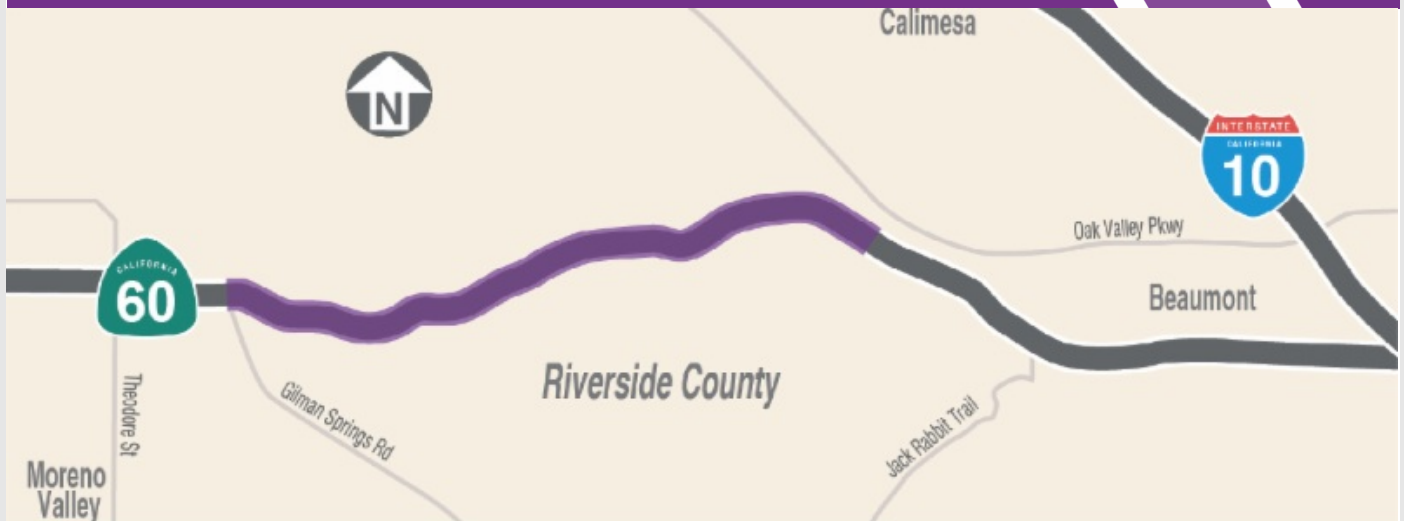 Calimesa
N
INTERSTATE
CALIFORNIA
10
Oak Valley Pkwy
CALIFORNIA
60
Beaumont
Riverside County
Theodore St
Gilman Springs Rd
Jack Rabbit Trail
Moreno
Valley